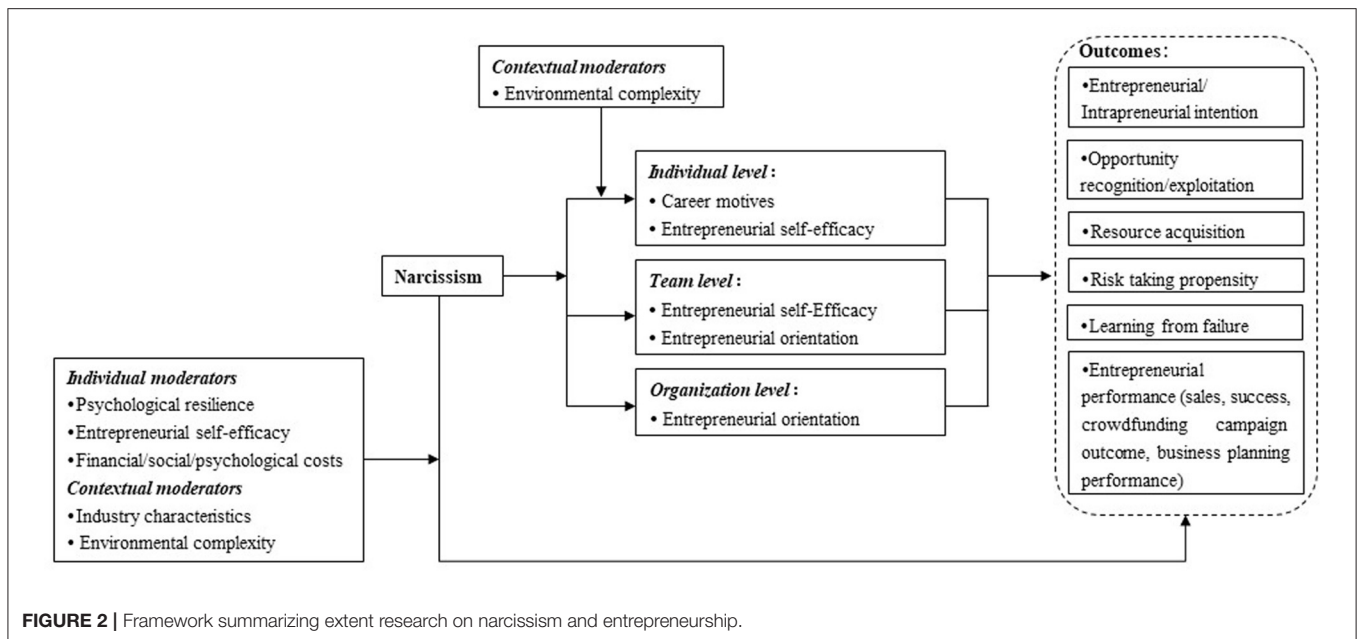 Contextual moderators
• Environmental complexity
Individual level:
• Career motives
• Entrepreneurial self-efficacy
Narcissism
Team level:
• Entrepreneurial self-Efficacy
• Entrepreneurial orientation
Organization level:
• Entrepreneurial orientation
Individual moderators
•Psychological resilience
•Entrepreneurial self-efficacy
•Financial/social/psychological costs
Contextual moderators
•Industry characteristics
• Environmental complexity
Outcomes:
•Entrepreneurial/
Intrapreneurial intention
•Opportunity
recognition/exploitation
•Resource acquisition
•Risk taking propensity
•Learning from failure
•Entrepreneurial
performance (sales, success,
crowdfunding campaign
outcome, business planning
performance)
FIGURE 2 | Framework summarizing extent research on narcissism and entrepreneurship.